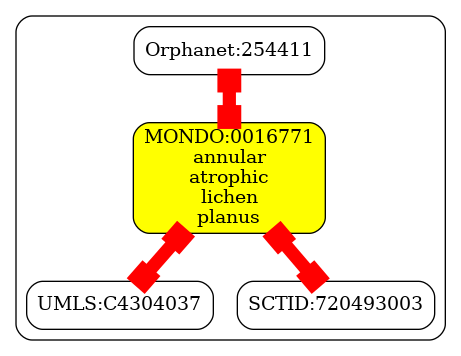 Orphanet:254411
MONDO:0016771
annular
atrophic
lichen
planus
UMLS:C4304037
SCTID:720493003